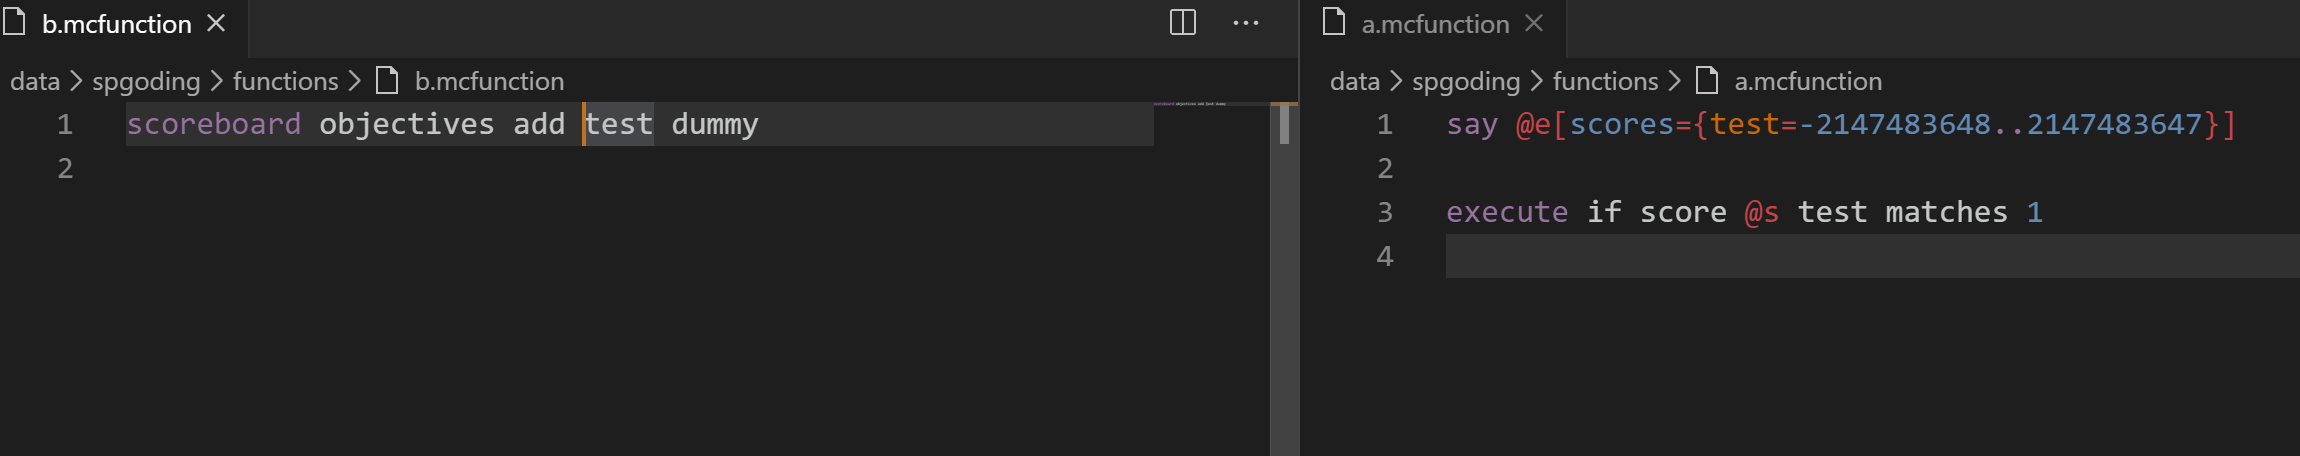 b.mcfunction
data > spgoding > functions > b.mcfunction
1 scoreboard objectives add test dummy
2
a.mcfunction
data > spgoding > functions > a.mcfunction
1 say @e[scores={test=-2147483648..2147483647}]
2
3 execute if score @s test matches 1
4